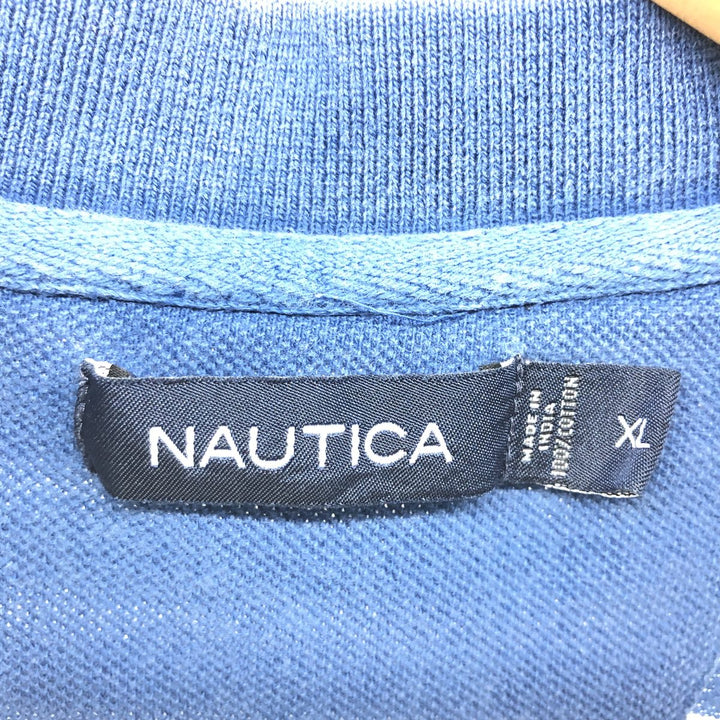 NAUTICA
MADE IN
INDIA
100%COTTON
XL